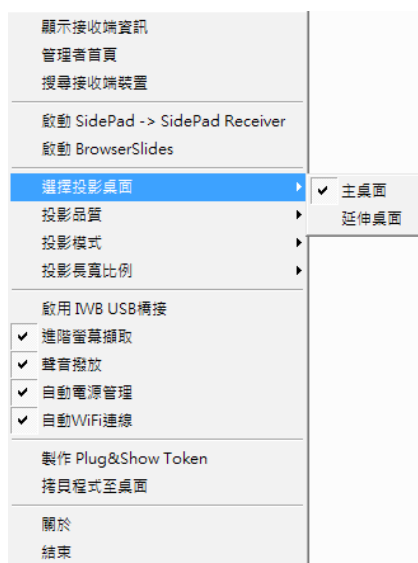 顯示接收端資訊
管理者首頁
搜尋接收端裝置
啟動 SidePad -> SidePad Receiver
啟動 BrowserSlides
選擇投影桌面
主桌面
延伸桌面
投影品質
投影模式
投影長寬比例
啟用 IWB USB橋接
進階螢幕擷取
聲音撥放
自動電源管理
自動WiFi連線
製作 Plug&Show Token
拷貝程式至桌面
關於
結束